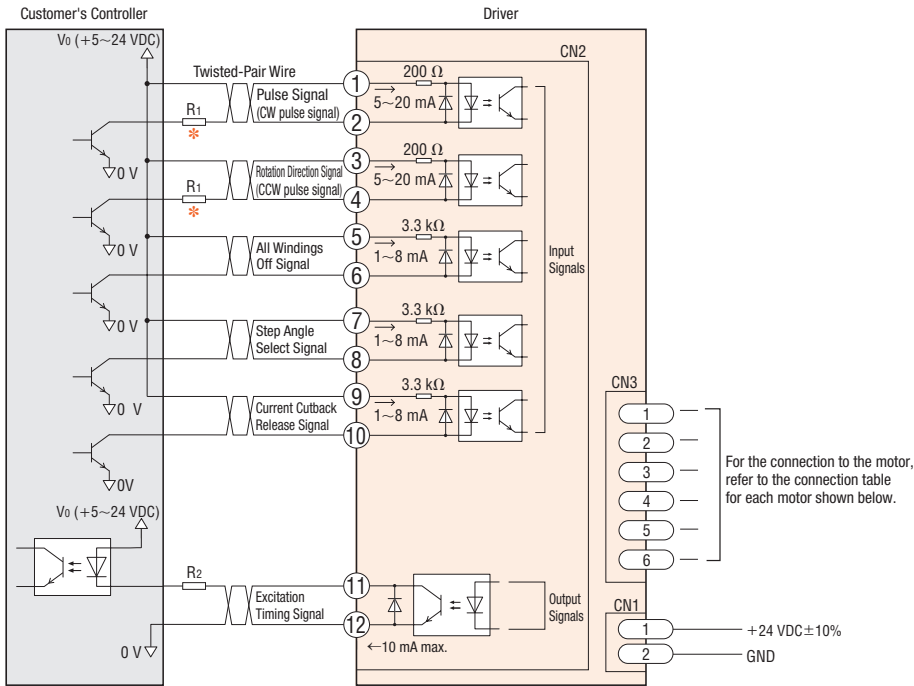 Customer's Controller
Driver
V0 (+5~24 VDC)
CN2
Twisted-Pair Wire
1
200 Ω
Pulse Signal
(CW pulse signal)
5~20 mA
R1
*
2
0 V
3
200 Ω
Rotation Direction Signal
(CCW pulse signal)
5~20 mA
R1
*
4
0 V
5
3.3 kΩ
All Windings
Off Signal
1~8 mA
6
Input
Signals
0 V
7
3.3 kΩ
Step Angle
Select Signal
1~8 mA
8
0 V
9
3.3 kΩ
Current Cutback
Release Signal
1~8 mA
10
0V
CN3
1
2
3
4
5
6
For the connection to the motor,
refer to the connection table
for each motor shown below.
V0 (+5~24 VDC)
R2
11
Excitation
Timing Signal
12
Output
Signals
0 V
←10 mA max.
CN1
1
+24 VDC±10%
2
GND